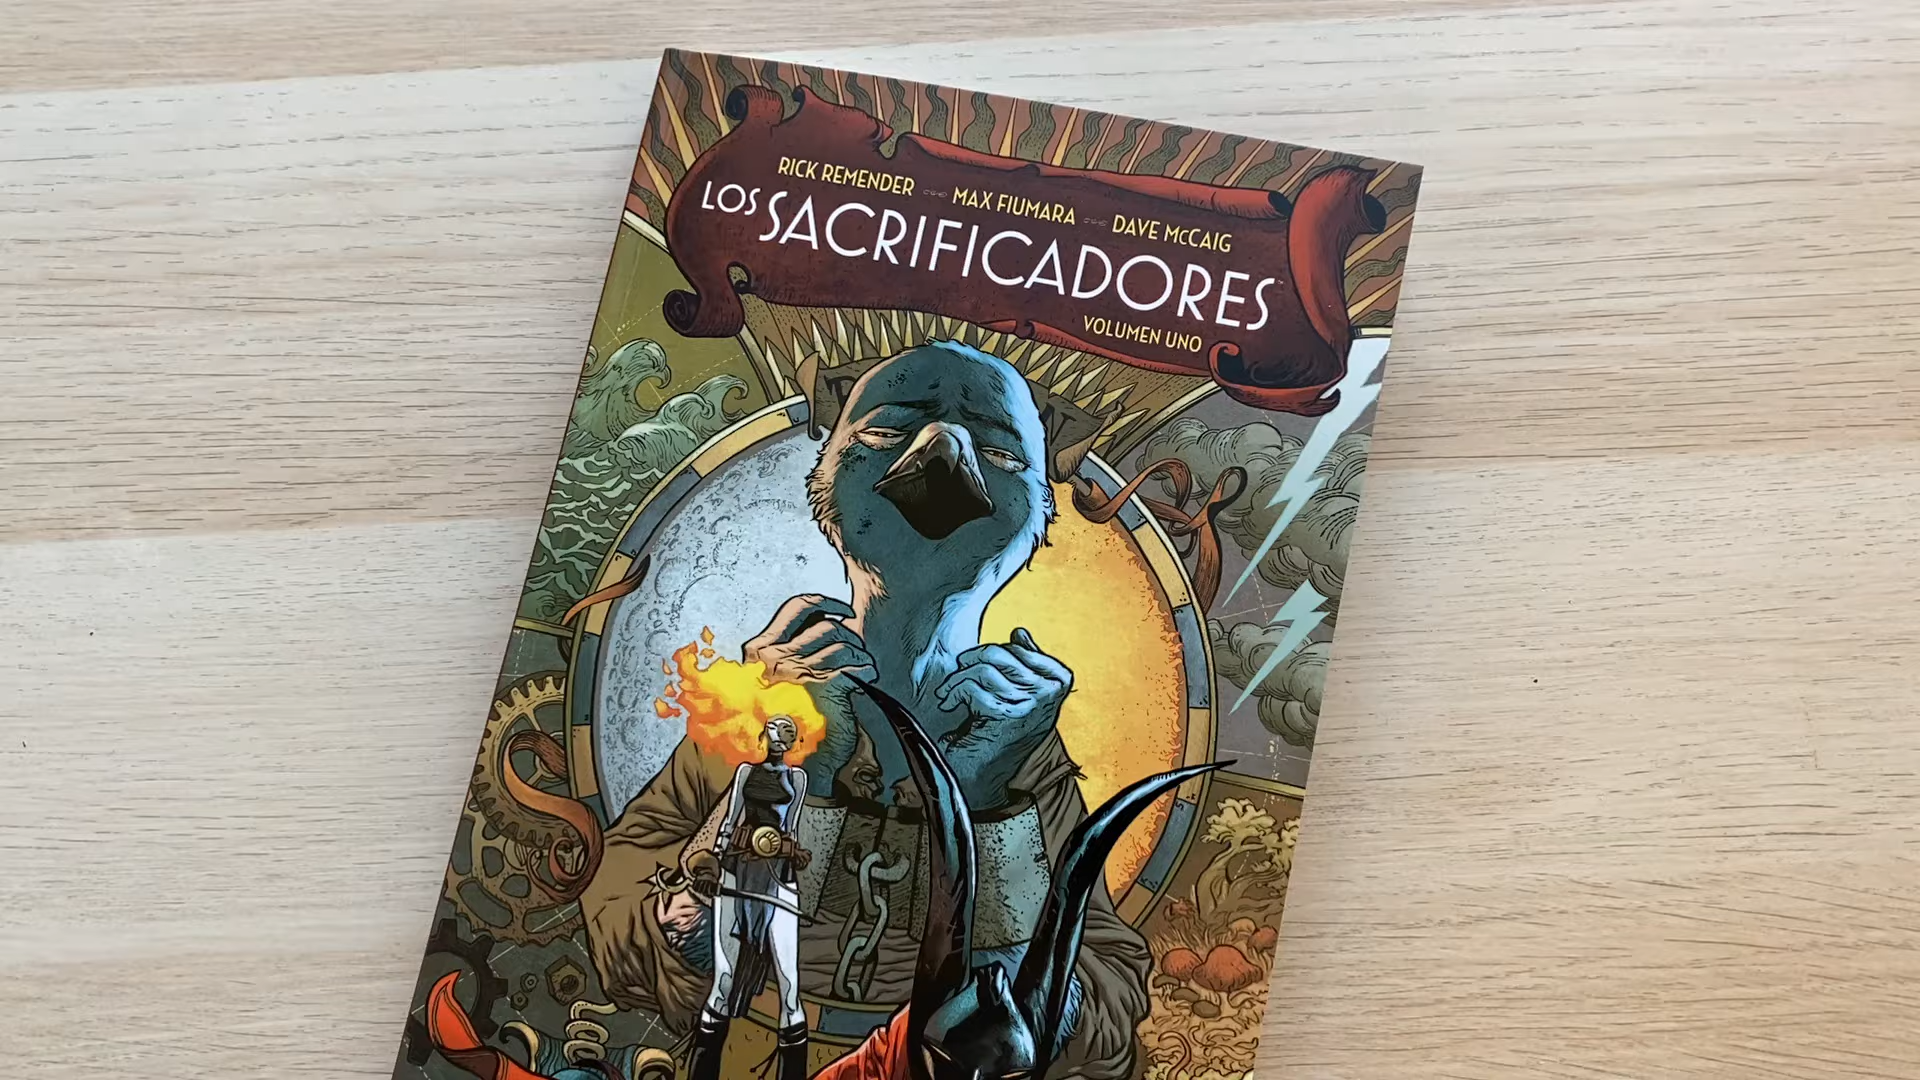 RICK REMENDER MAX FIUMARA DAVE McCAIG
LOS SACRIFICADORES
VOLUMEN UNO